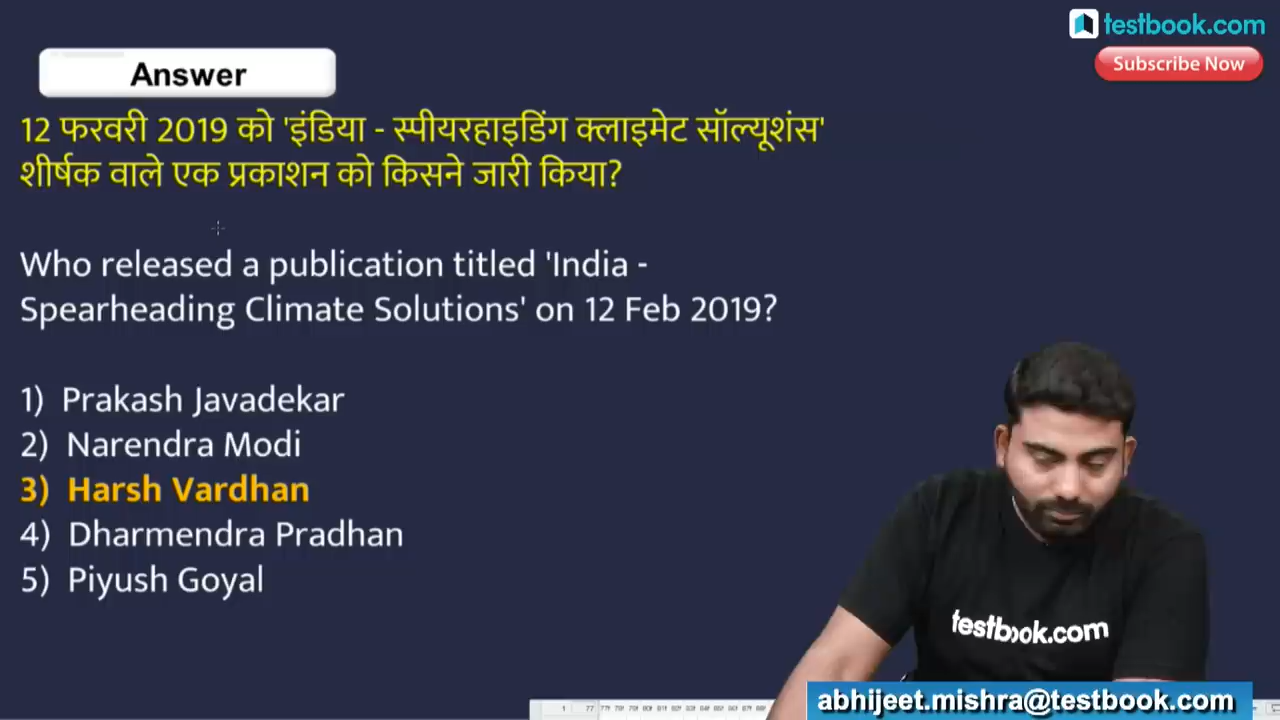 testbook.com
Subscribe Now
Answer
12 फरवरी 2019 को 'इंडिया - स्पीयरहाइडिंग क्लाइमेट सॉल्यूशंस'
शीर्षक वाले एक प्रकाशन को किसने जारी किया?
Who released a publication titled 'India -
Spearheading Climate Solutions' on 12 Feb 2019?
1) Prakash Javadekar
2) Narendra Modi
3) Harsh Vardhan
4) Dharmendra Pradhan
5) Piyush Goyal
testbook.com
abhijeet.mishra@testbook.com